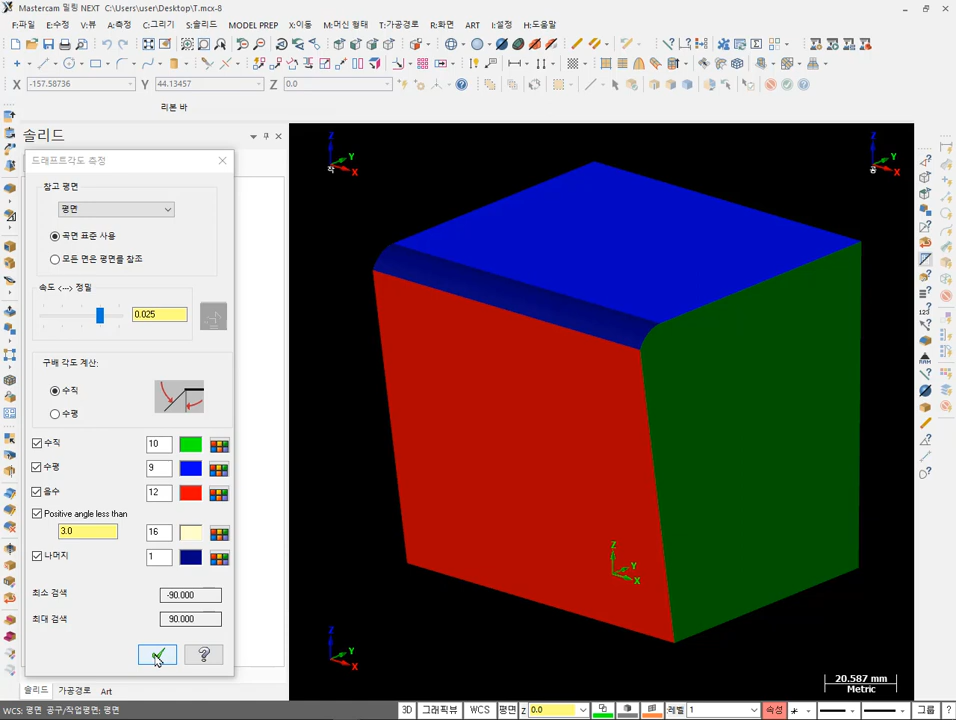 Mastercam 밀링 NEXT C:\Users\user\Desktop\T.mcx-8
F:파일 E:수정 V:뷰 A:측정 C:그리기 S:솔리드 MODEL PREP X:이동 M:머신 형태 T:가공경로 R:화면 ART I:설정 H:도움말
X -157.58736 Y 44.13457 Z 0.0
리본 바
솔리드
드래프트각도 측정
참고 평면
평면
곡면 표준 사용
모든 면은 평면를 참조
속도 <---> 정밀
0.025
구배 각도 계산:
수직
수평
수직 10
수평 9
음수 12
Positive angle less than
3.0 16
나머지 1
최소 검색 -90.000
최대 검색 90.000
솔리드 가공경로 Art
Z Y X
Z Y X
Z Y X
Z Y X
20.587 mm
Metric
WCS: 평면 공구/작업평면: 평면 3D 그래픽뷰 WCS 평면 Z 0.0 레벨 1 속성 그룹 ?